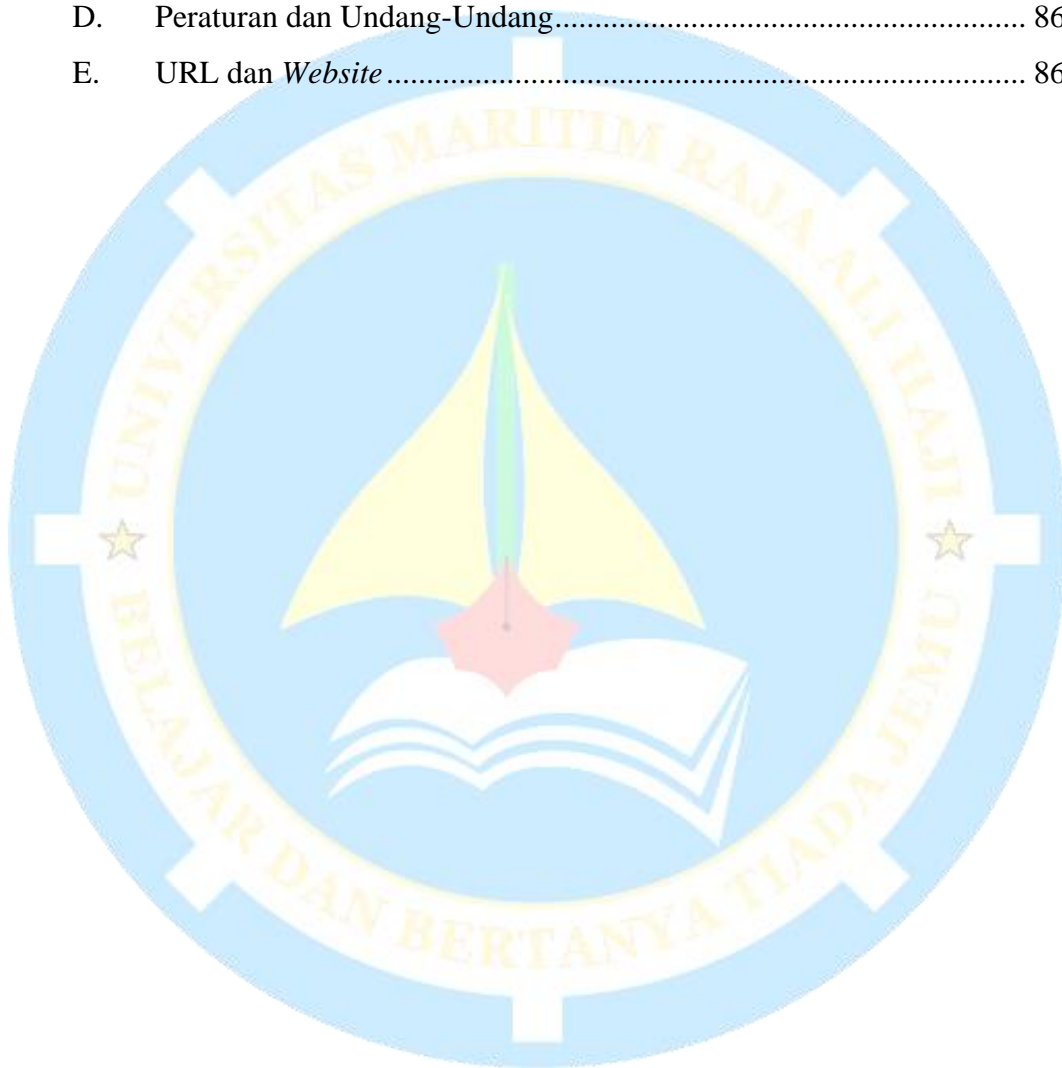 D. Peraturan dan Undang-Undang............................................................ 86
E. URL dan Website................................................................................. 86
UNIVERSITAS MARITIM RAJA ALI HAJI
BELAJAR DAN BERTANYA TIADA JEMU